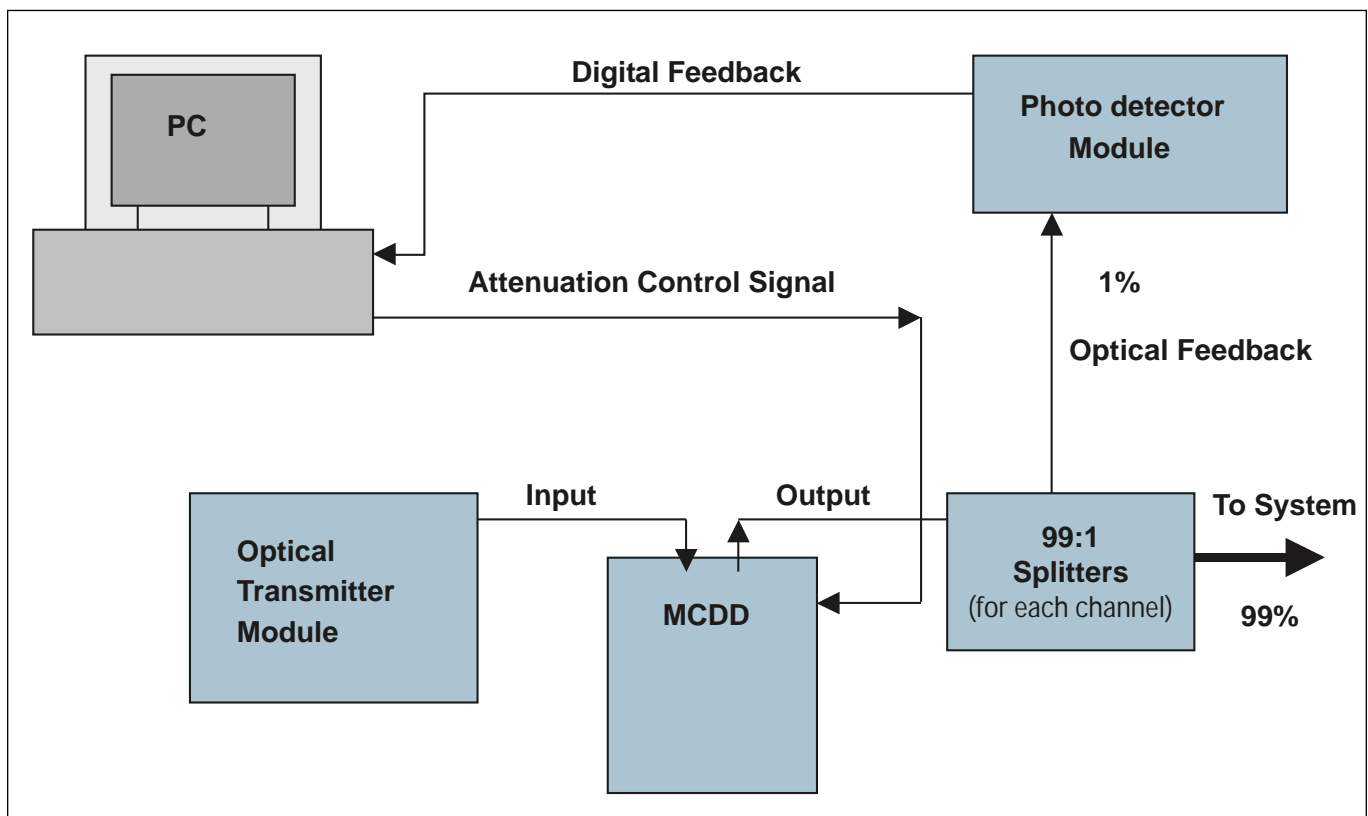 Digital Feedback
PC
Photo detector
Module
Attenuation Control Signal
1%
Optical Feedback
Input
Output
To System
Optical
Transmitter
Module
MCDD
99:1
Splitters
(for each channel)
99%